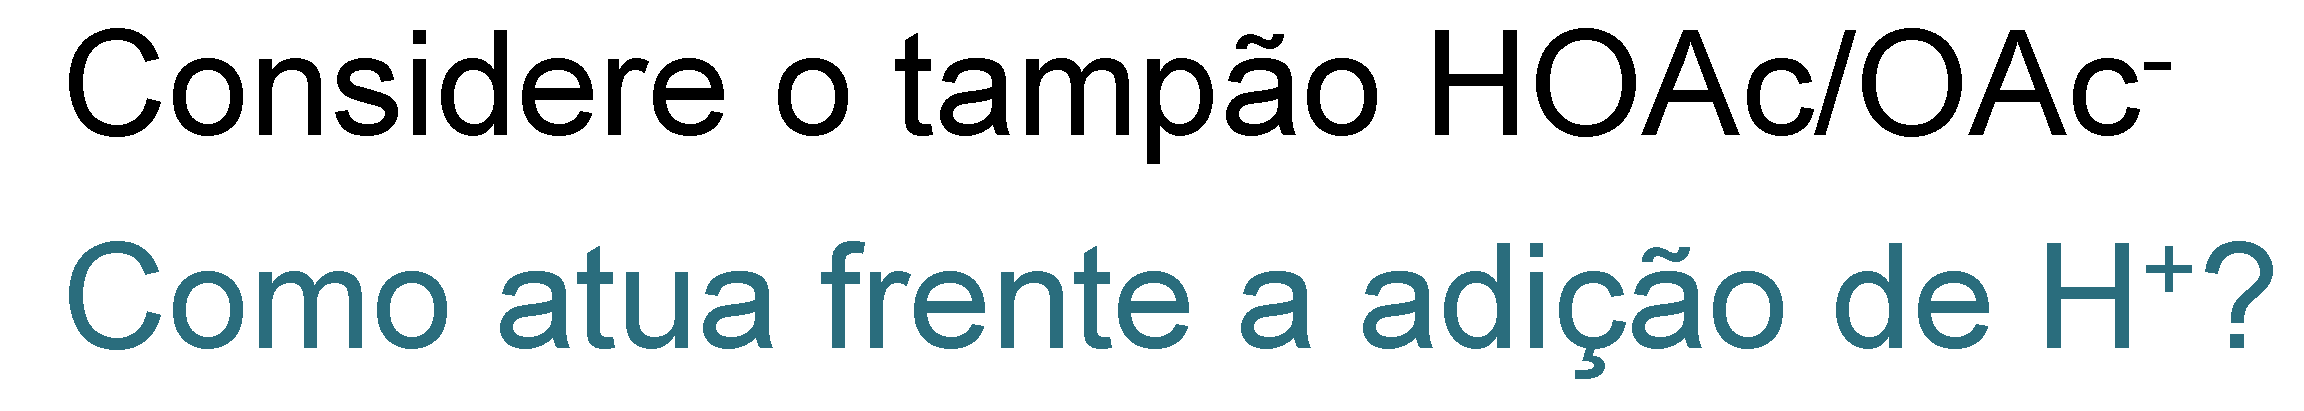 Considere o tampão HOAc/OAc⁻
Como atua frente a adição de H⁺?